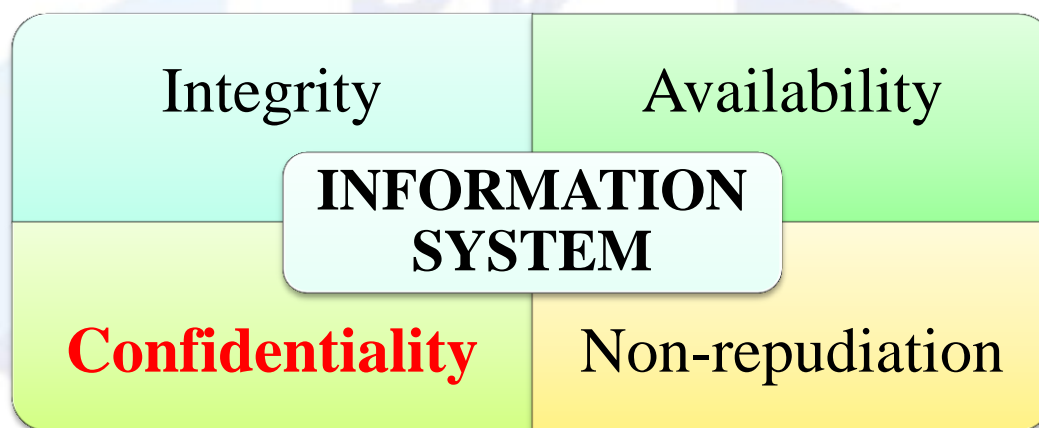 Integrity
Availability
INFORMATION
SYSTEM
Confidentiality
Non-repudiation